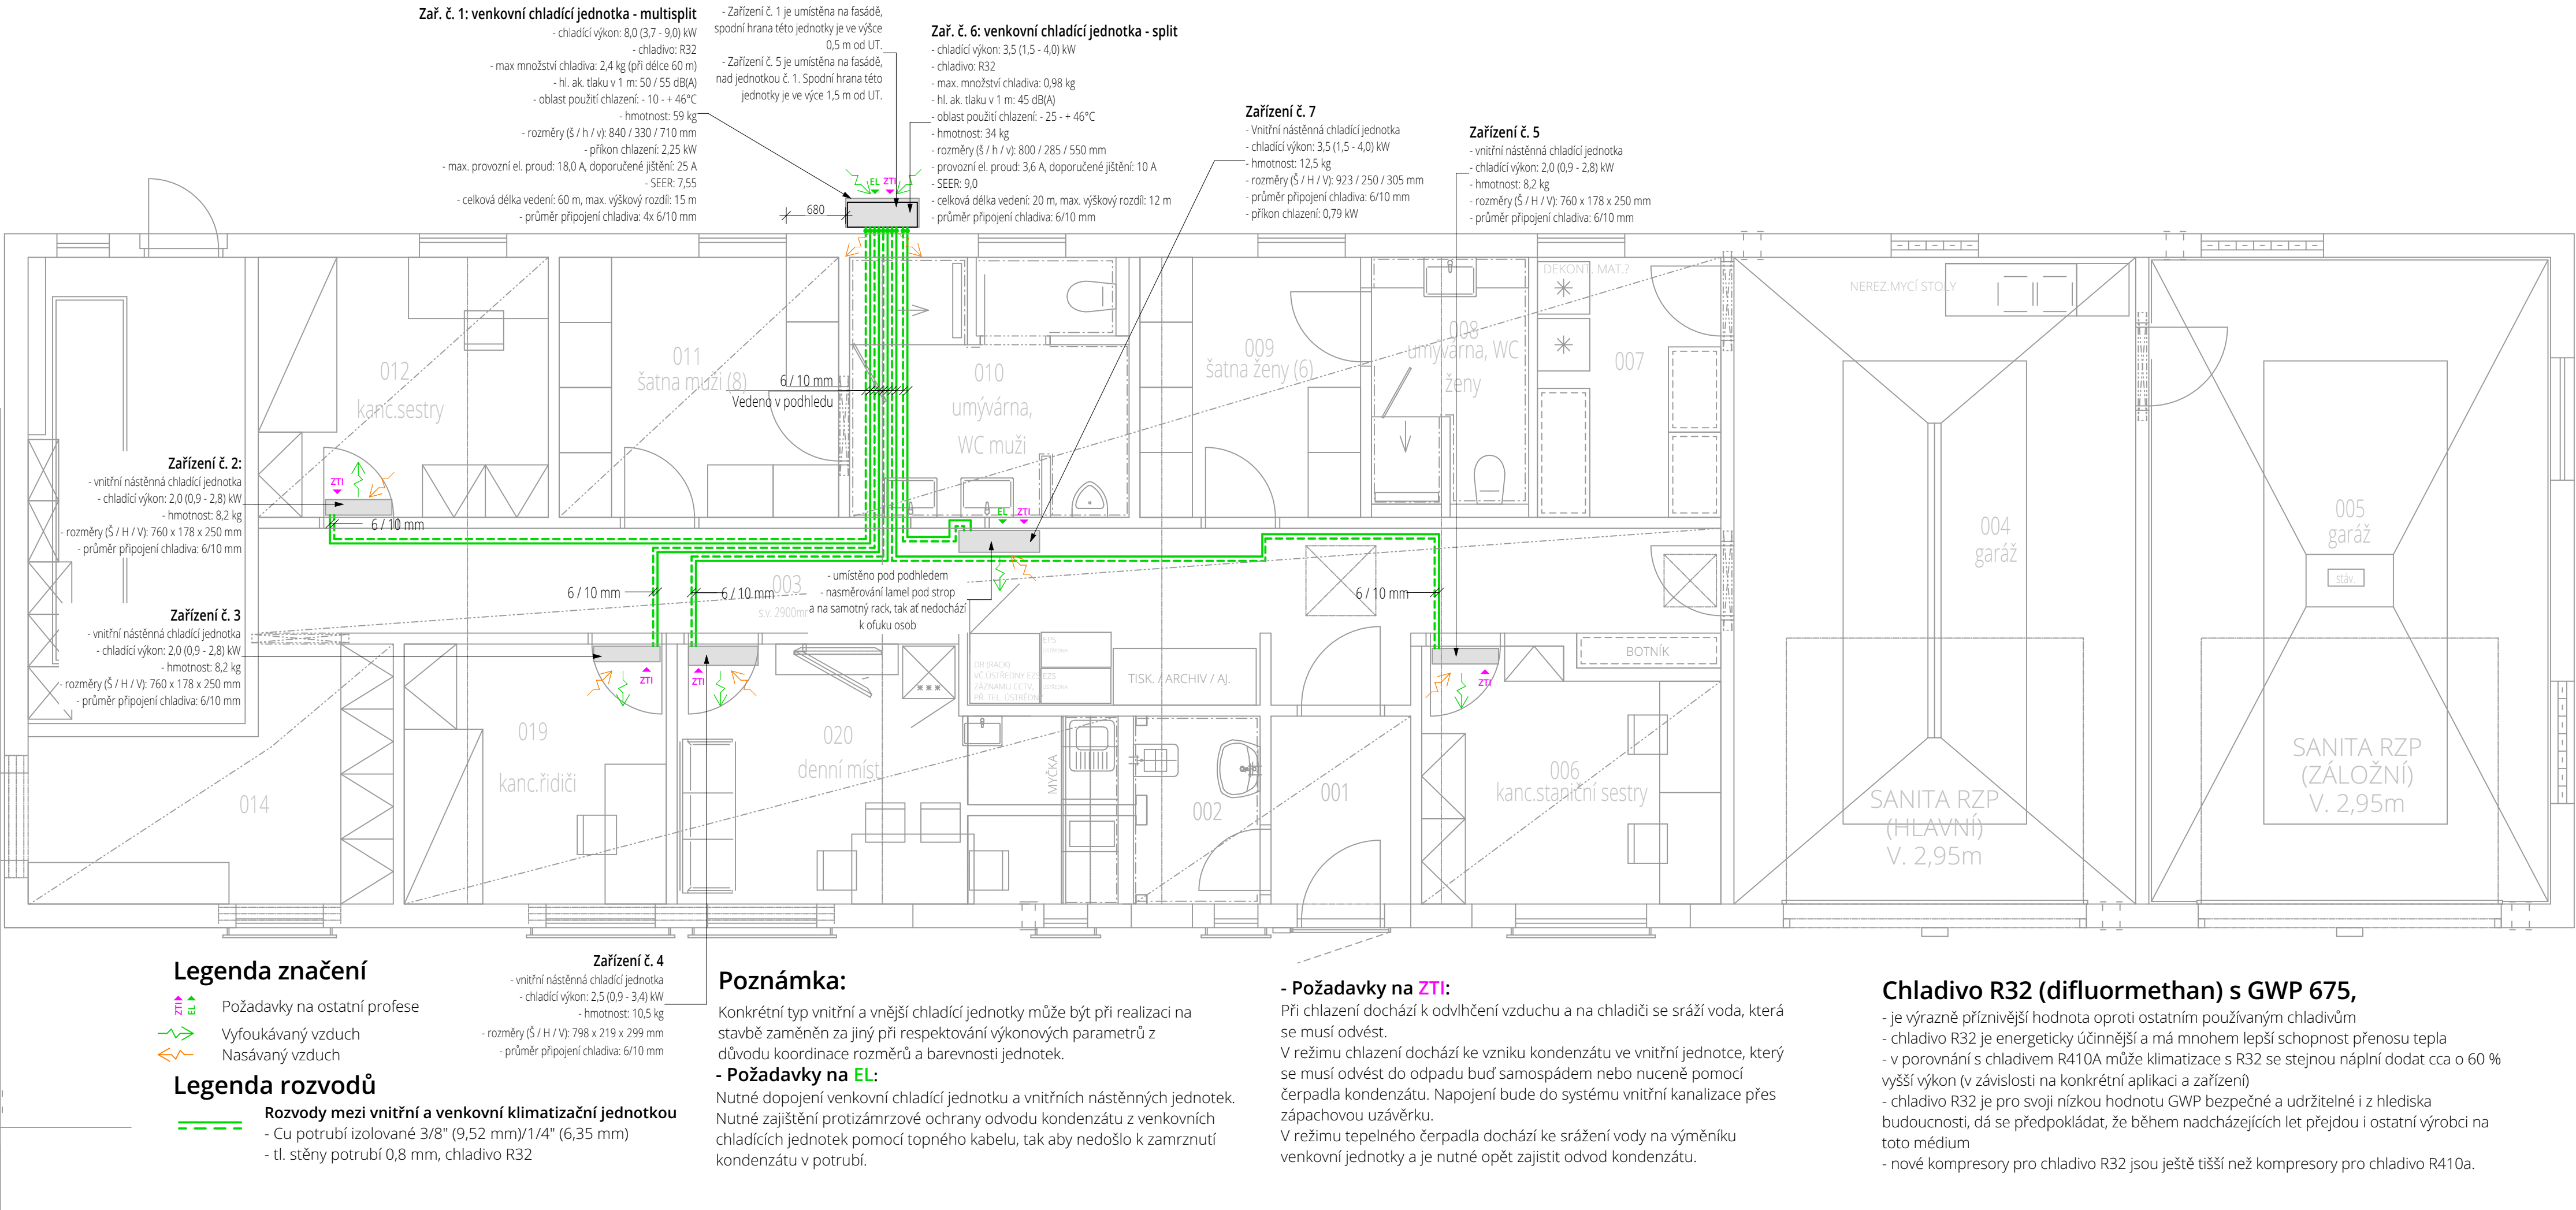 Zař. č. 1: venkovní chladící jednotka - multisplit
- chladící výkon: 8,0 (3,7 - 9,0) kW
- chladivo: R32
- max množství chladiva: 2,4 kg (při délce 60 m)
- hl. ak. tlaku v 1 m: 50 / 55 dB(A)
- oblast použití chlazení: - 10 - + 46°C
- hmotnost: 59 kg
- rozměry (š / h / v): 840 / 330 / 710 mm
- příkon chlazení: 2,25 kW
- max. provozní el. proud: 18,0 A, doporučené jištění: 25 A
- SEER: 7,55
- celková délka vedení: 60 m, max. výškový rozdíl: 15 m
- průměr připojení chladiva: 4x 6/10 mm
- Zařízení č. 1 je umístěna na fasádě,
spodní hrana této jednotky je ve výšce
0,5 m od UT.
- Zařízení č. 5 je umístěna na fasádě,
nad jednotkou č. 1. Spodní hrana této
jednotky je ve výce 1,5 m od UT.
Zař. č. 6: venkovní chladící jednotka - split
- chladící výkon: 3,5 (1,5 - 4,0) kW
- chladivo: R32
- max. množství chladiva: 0,98 kg
- hl. ak. tlaku v 1 m: 45 dB(A)
- oblast použití chlazení: - 25 - + 46°C
- hmotnost: 34 kg
- rozměry (š / h / v): 800 / 285 / 550 mm
- provozní el. proud: 3,6 A, doporučené jištění: 10 A
- SEER: 9,0
- celková délka vedení: 20 m, max. výškový rozdíl: 12 m
- průměr připojení chladiva: 6/10 mm
Zařízení č. 7
- Vnitřní nástěnná chladící jednotka
- chladící výkon: 3,5 (1,5 - 4,0) kW
- hmotnost: 12,5 kg
- rozměry (Š / H / V): 923 / 250 / 305 mm
- průměr připojení chladiva: 6/10 mm
- příkon chlazení: 0,79 kW
Zařízení č. 5
- vnitřní nástěnná chladící jednotka
- chladící výkon: 2,0 (0,9 - 2,8) kW
- hmotnost: 8,2 kg
- rozměry (Š / H / V): 760 x 178 x 250 mm
- průměr připojení chladiva: 6/10 mm
EL ZTI
680
DEKONT. MAT.?
NEREZ.MYCÍ STOLY
012
kanc.sestry
011
šatna muži (8)
6 / 10 mm
Vedeno v podhledu
010
umývárna,
WC muži
009
šatna ženy (6)
008
umývárna, WC
ženy
007
Zařízení č. 2:
- vnitřní nástěnná chladící jednotka
- chladící výkon: 2,0 (0,9 - 2,8) kW
- hmotnost: 8,2 kg
- rozměry (Š / H / V): 760 x 178 x 250 mm
- průměr připojení chladiva: 6/10 mm
ZTI
6 / 10 mm
EL ZTI
004
garáž
005
garáž
stáv.
6 / 10 mm
6 / 10 mm
003
s.v. 2900mm
- umístěno pod podhledem
- nasměrování lamel pod strop
a na samotný rack, tak ať nedochází
k ofuku osob
6 / 10 mm
Zařízení č. 3
- vnitřní nástěnná chladící jednotka
- chladící výkon: 2,0 (0,9 - 2,8) kW
- hmotnost: 8,2 kg
- rozměry (Š / H / V): 760 x 178 x 250 mm
- průměr připojení chladiva: 6/10 mm
ZTI
ZTI
ZTI
EPS
ÚSTŘEDNA
DR (RACK)
VČ.ÚSTŘEDNY EZS
ZÁZNAMU CCTV,
PŘ. TEL. ÚSTŘEDNY
EZS
ÚSTŘEDNA
TISK. / ARCHIV / AJ.
BOTNÍK
014
019
kanc.řidiči
020
denní míst
MYČKA
002
001
006
kanc.staniční sestry
SANITA RZP
(HLAVNÍ)
V. 2,95m
SANITA RZP
(ZÁLOŽNÍ)
V. 2,95m
Legenda značení
ZTI EL
Požadavky na ostatní profese
Vyfoukávaný vzduch
Nasávaný vzduch
Legenda rozvodů
Rozvody mezi vnitřní a venkovní klimatizační jednotkou
- Cu potrubí izolované 3/8" (9,52 mm)/1/4" (6,35 mm)
- tl. stěny potrubí 0,8 mm, chladivo R32
Zařízení č. 4
- vnitřní nástěnná chladící jednotka
- chladící výkon: 2,5 (0,9 - 3,4) kW
- hmotnost: 10,5 kg
- rozměry (Š / H / V): 798 x 219 x 299 mm
- průměr připojení chladiva: 6/10 mm
Poznámka:
Konkrétní typ vnitřní a vnější chladící jednotky může být při realizaci na
stavbě zaměněn za jiný při respektování výkonových parametrů z
důvodu koordinace rozměrů a barevnosti jednotek.
- Požadavky na EL:
Nutné dopojení venkovní chladící jednotku a vnitřních nástěnných jednotek.
Nutné zajištění protizámrzové ochrany odvodu kondenzátu z venkovních
chladících jednotek pomocí topného kabelu, tak aby nedošlo k zamrznutí
kondenzátu v potrubí.
- Požadavky na ZTI:
Při chlazení dochází k odvlhčení vzduchu a na chladiči se sráží voda, která
se musí odvést.
V režimu chlazení dochází ke vzniku kondenzátu ve vnitřní jednotce, který
se musí odvést do odpadu buď samospádem nebo nuceně pomocí
čerpadla kondenzátu. Napojení bude do systému vnitřní kanalizace přes
zápachovou uzávěrku.
V režimu tepelného čerpadla dochází ke srážení vody na výměníku
venkovní jednotky a je nutné opět zajistit odvod kondenzátu.
Chladivo R32 (difluormethan) s GWP 675,
- je výrazně příznivější hodnota oproti ostatním používaným chladivům
- chladivo R32 je energeticky účinnější a má mnohem lepší schopnost přenosu tepla
- v porovnání s chladivem R410A může klimatizace s R32 se stejnou náplní dodat cca o 60 %
vyšší výkon (v závislosti na konkrétní aplikaci a zařízení)
- chladivo R32 je pro svoji nízkou hodnotu GWP bezpečné a udržitelné i z hlediska
budoucnosti, dá se předpokládat, že během nadcházejících let přejdou i ostatní výrobci na
toto médium
- nové kompresory pro chladivo R32 jsou ještě tišší než kompresory pro chladivo R410a.